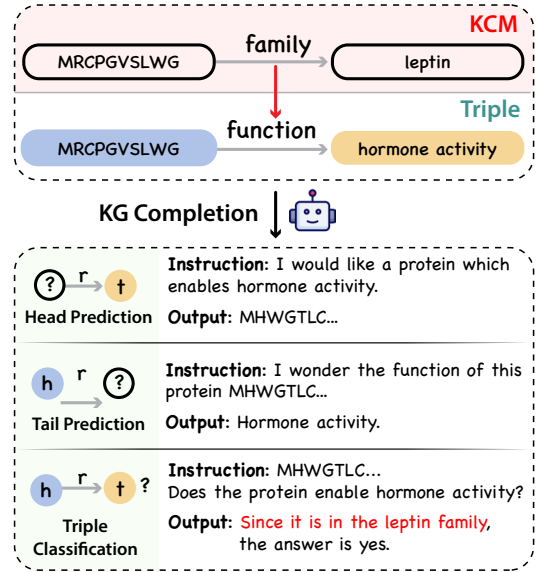 KCM
family
MRCPGVSLWG
leptin
Triple
function
MRCPGVSLWG
hormone activity
KG Completion
? r t
Head Prediction
Instruction: I would like a protein which
enables hormone activity.
Output: MHWGTLC...
h r ?
Tail Prediction
Instruction: I wonder the function of this
protein MHWGTLC...
Output: Hormone activity.
h r t ?
Triple
Classification
Instruction: MHWGTLC...
Does the protein enable hormone activity?
Output: Since it is in the leptin family,
the answer is yes.